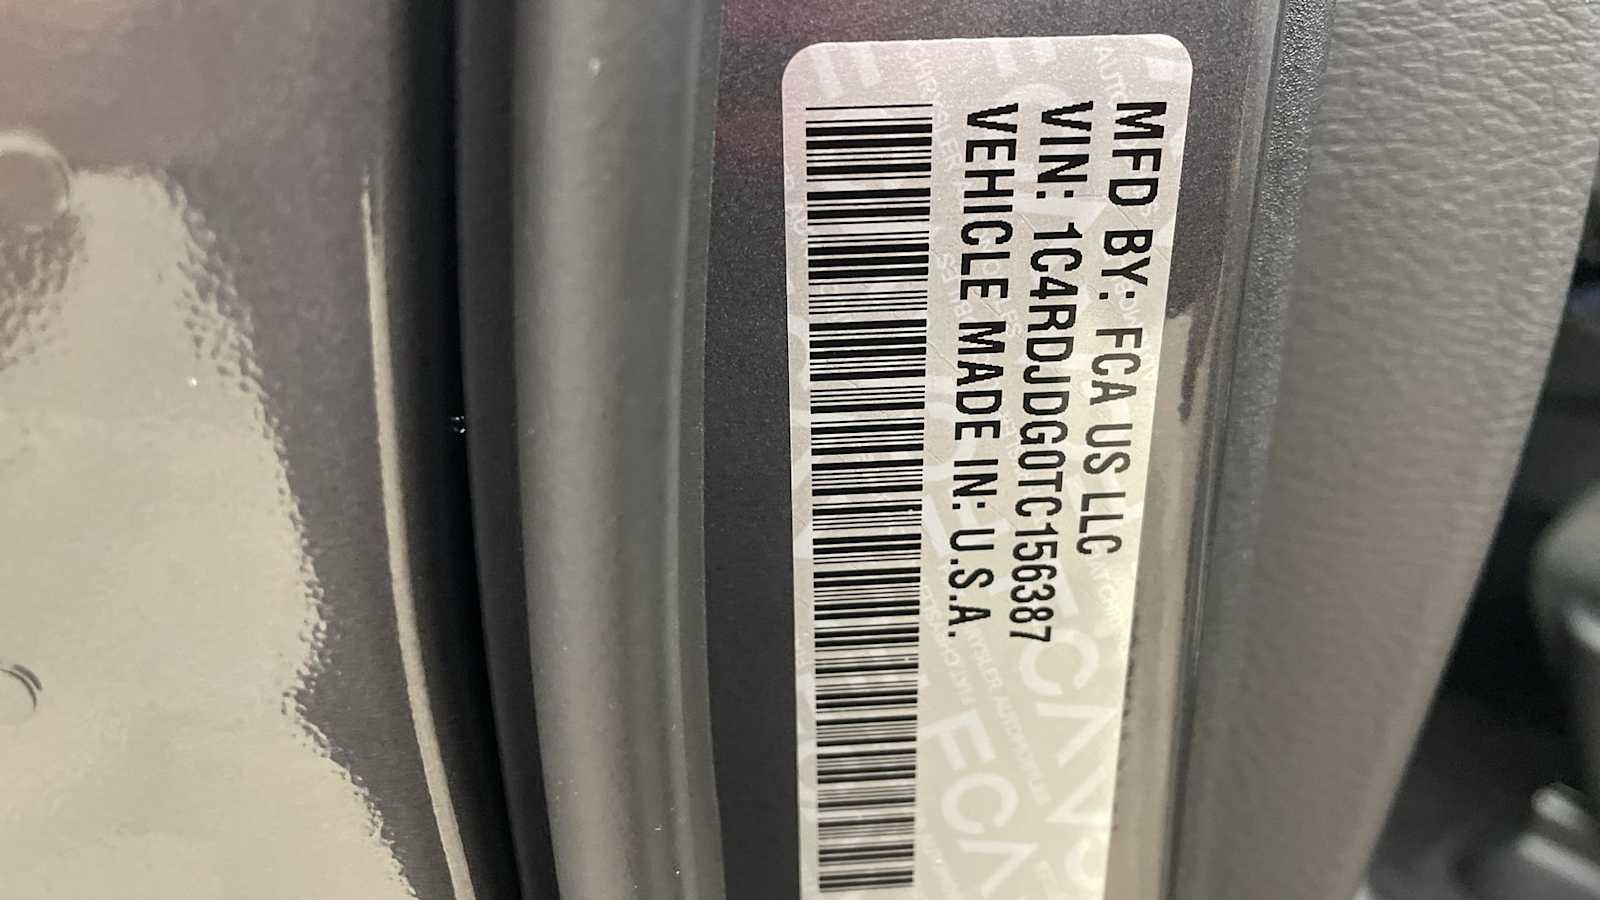 MFD BY: FCA US LLC
VIN: 1C4RDJDG0TC156387
VEHICLE MADE IN: U.S.A.